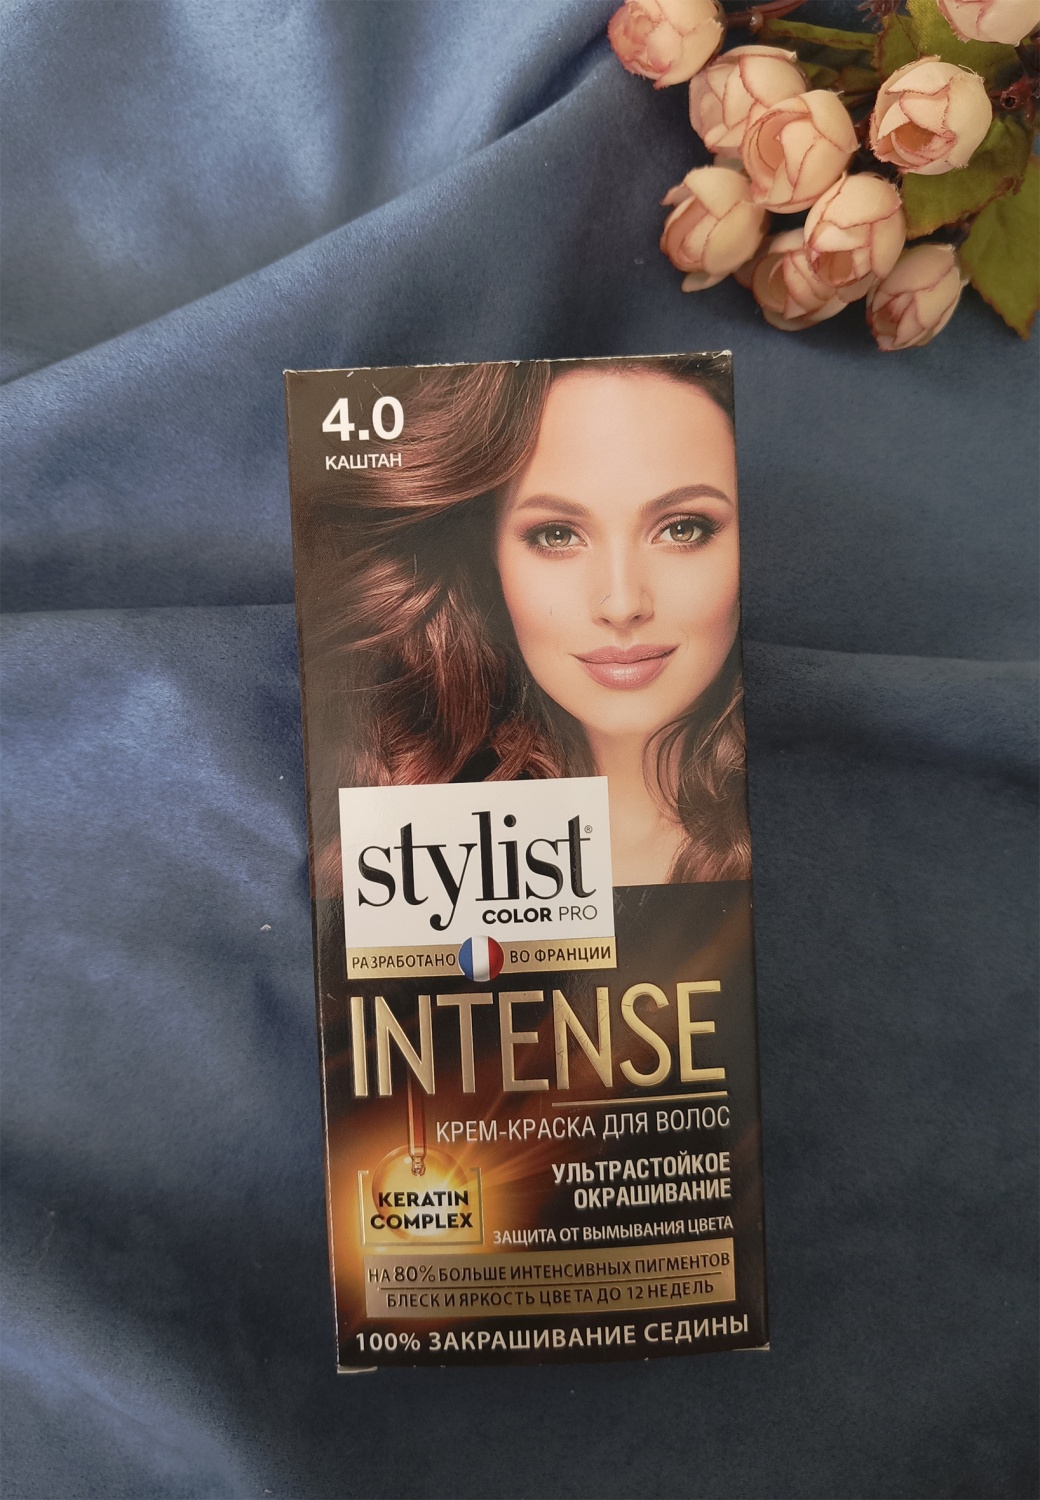 4.0
КАШТАН
stylist®
COLOR PRO
РАЗРАБОТАНО ВО ФРАНЦИИ
INTENSE
КРЕМ-КРАСКА ДЛЯ ВОЛОС
УЛЬТРАСТОЙКОЕ
ОКРАШИВАНИЕ
KERATIN
COMPLEX
ЗАЩИТА ОТ ВЫМЫВАНИЯ ЦВЕТА
НА 80% БОЛЬШЕ ИНТЕНСИВНЫХ ПИГМЕНТОВ
БЛЕСК И ЯРКОСТЬ ЦВЕТА ДО 12 НЕДЕЛЬ
100% ЗАКРАШИВАНИЕ СЕДИНЫ